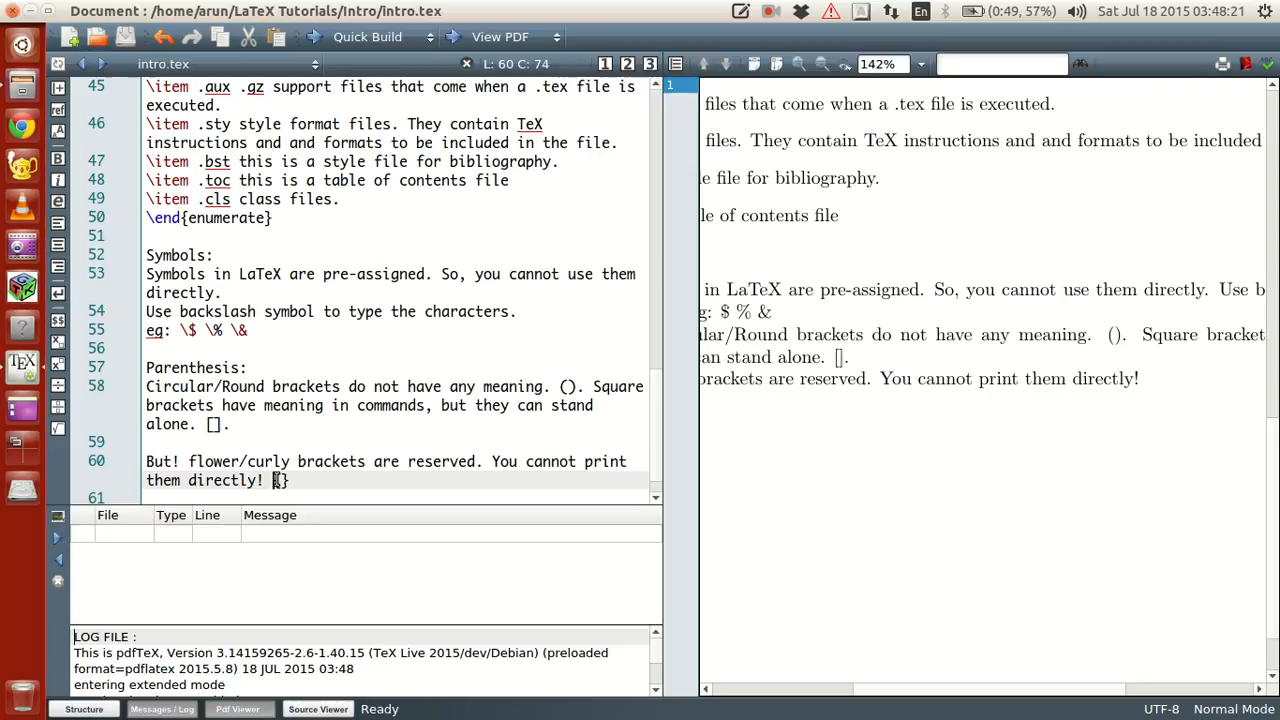 Document : /home/arun/LaTeX Tutorials/Intro/intro.tex
En
(0:49, 57%)
Sat Jul 18 2015 03:48:21
Quick Build
View PDF
intro.tex
L: 60 C: 74
1
2
3
142%
45
\item .aux .gz support files that come when a .tex file is
executed.
46
\item .sty style format files. They contain TeX
instructions and and formats to be included in the file.
47
\item .bst this is a style file for bibliography.
48
\item .toc this is a table of contents file
49
\item .cls class files.
50
\end{enumerate}
51
52
Symbols:
53
Symbols in LaTeX are pre-assigned. So, you cannot use them
directly.
54
Use backslash symbol to type the characters.
55
eg: \$ \% \&
56
57
Parenthesis:
58
Circular/Round brackets do not have any meaning. (). Square
brackets have meaning in commands, but they can stand
alone. [].
59
60
But! flower/curly brackets are reserved. You cannot print
them directly! {}
61
1
files that come when a .tex file is executed.
files. They contain TeX instructions and and formats to be included
le file for bibliography.
le of contents file
in LaTeX are pre-assigned. So, you cannot use them directly. Use b
g: $ % &
ular/Round brackets do not have any meaning. (). Square bracket
can stand alone. [].
brackets are reserved. You cannot print them directly!
File
Type
Line
Message
LOG FILE :
This is pdfTeX, Version 3.14159265-2.6-1.40.15 (TeX Live 2015/dev/Debian) (preloaded
format=pdflatex 2015.5.8) 18 JUL 2015 03:48
entering extended mode
Structure
Messages / Log
Pdf Viewer
Source Viewer
Ready
UTF-8
Normal Mode